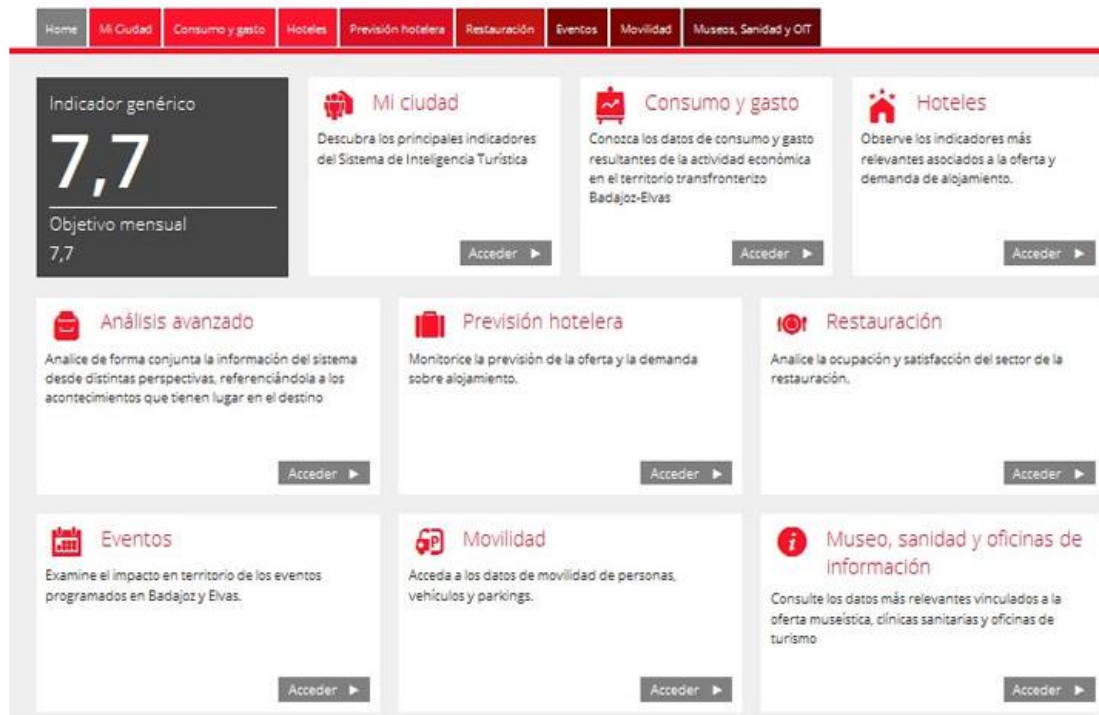 Home Mi Ciudad Consumo y gasto Hoteles Previsión hotelera Restauración Eventos Movilidad Museos, Sanidad y OIT
Indicador genérico
7,7
Objetivo mensual
7,7
Mi ciudad
Descubra los principales indicadores
del Sistema de Inteligencia Turística
Acceder
Consumo y gasto
Conozca los datos de consumo y gasto
resultantes de la actividad económica
en el territorio transfronterizo
Badajoz-Elvas
Acceder
Hoteles
Observe los indicadores más
relevantes asociados a la oferta y
demanda de alojamiento.
Acceder
Análisis avanzado
Analice de forma conjunta la información del sistema
desde distintas perspectivas, referenciándola a los
acontecimientos que tienen lugar en el destino
Acceder
Previsión hotelera
Monitorice la previsión de la oferta y la demanda
sobre alojamiento.
Acceder
Restauración
Analice la ocupación y satisfacción del sector de la
restauración.
Acceder
Eventos
Examine el impacto en territorio de los eventos
programados en Badajoz y Elvas.
Acceder
P
Movilidad
Acceda a los datos de movilidad de personas,
vehículos y parkings.
Acceder
i
Museo, sanidad y oficinas de
información
Consulte los datos más relevantes vinculados a la
oferta museística, clínicas sanitarias y oficinas de
turismo
Acceder